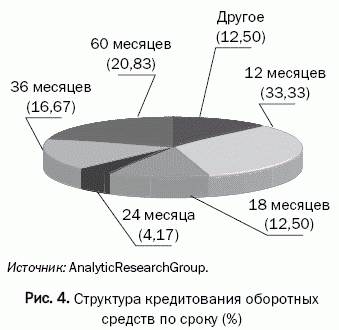 Другое
(12,50)
60 месяцев
(20,83)
12 месяцев
(33,33)
36 месяцев
(16,67)
24 месяца
(4,17)
18 месяцев
(12,50)
Источник: AnalyticResearchGroup.
Рис. 4. Структура кредитования оборотных
средств по сроку (%)